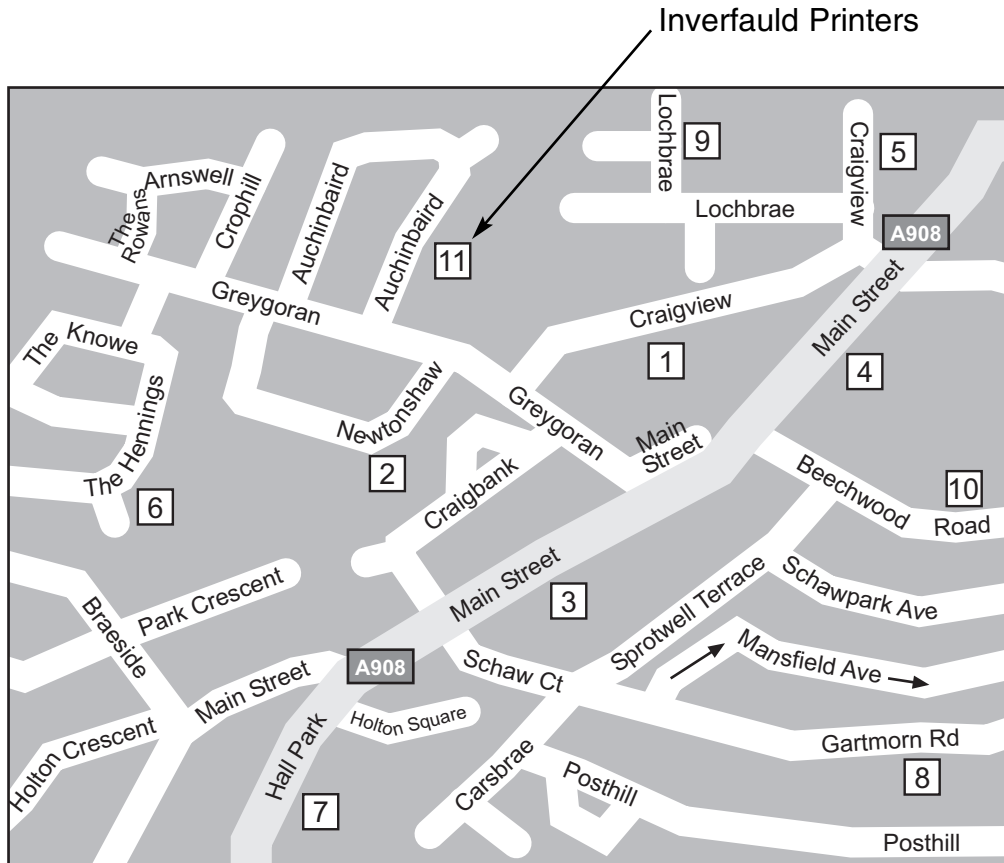 Inverfauld Printers
Lochbrae
9
Craigview
5
Arnswell
The
Rowans
Crophill
Auchinbaird
Auchinbaird
11
Lochbrae
A908
Greygoran
Craigview
Main Street
The Knowe
1
4
The Hennings
Newtonshaw
Greygoran
Main
Street
2
6
Craigbank
Beechwood
Road
10
Main Street
3
Schawpark Ave
Sprotwell Terrace
Braeside
Park Crescent
Mansfield Ave
A908
Schaw Ct
Main Street
Holton Square
Holton Crescent
Hall Park
Gartmorn Rd
8
Carsbrae
Posthill
7
Posthill